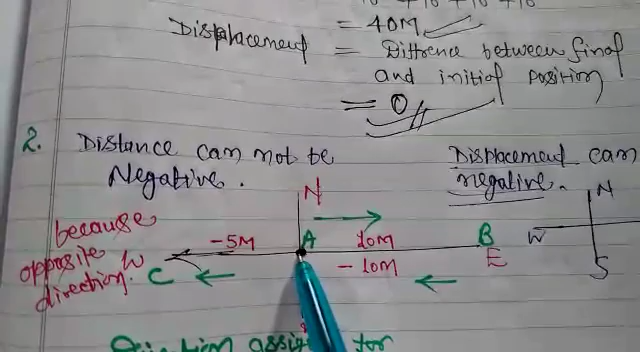 = 40M
Displacement = Diffrence between final
and initial position
= 0
2. Distance can not be
Negative.
Displacement can
negative.
N
N
because
opposite W
direction.
-5M
A
10M
B
W
C
-10M
E
S